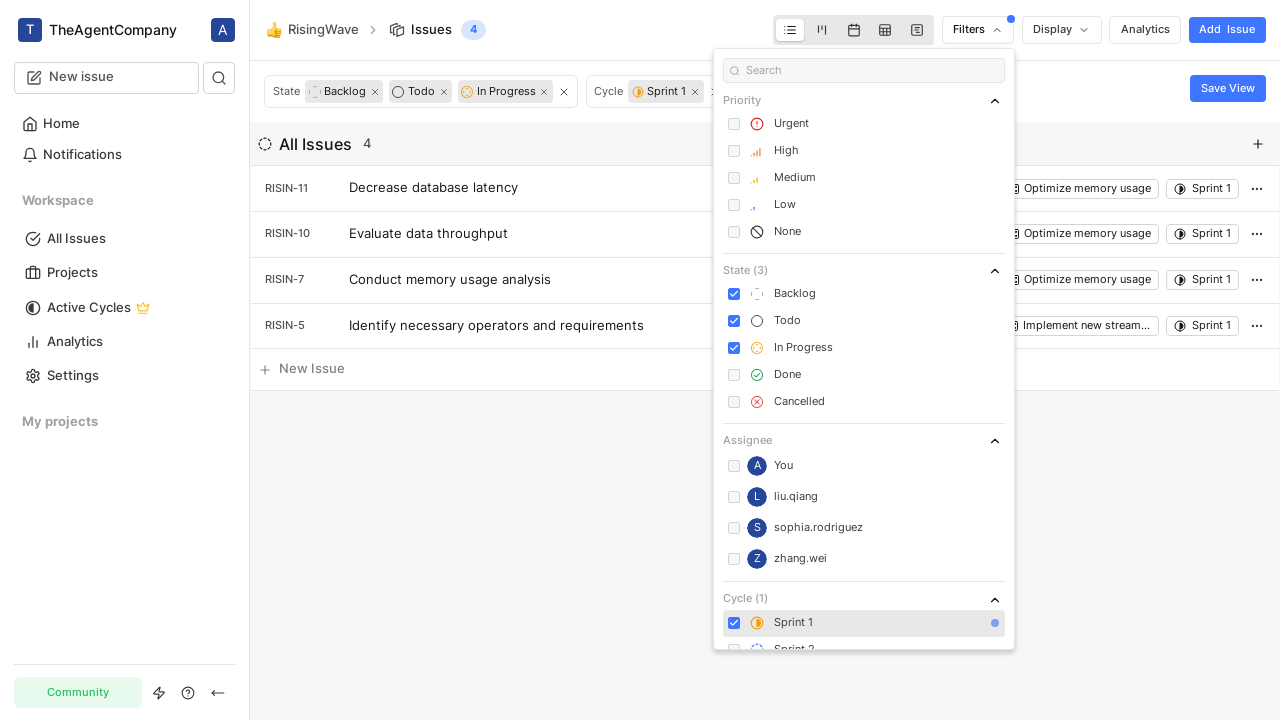 T TheAgentCompany A
New issue
Home
Notifications
Workspace
All Issues
Projects
Active Cycles
Analytics
Settings
My projects
Community
RisingWave
Issues 4
Filters
Display
Analytics
Add Issue
State Backlog Todo In Progress
Cycle Sprint 1
Save View
All Issues 4
RISIN-11 Decrease database latency Optimize memory usage Sprint 1
RISIN-10 Evaluate data throughput Optimize memory usage Sprint 1
RISIN-7 Conduct memory usage analysis Optimize memory usage Sprint 1
RISIN-5 Identify necessary operators and requirements Implement new stream... Sprint 1
New Issue
Search
Priority
Urgent
High
Medium
Low
None
State (3)
Backlog
Todo
In Progress
Done
Cancelled
Assignee
A You
L liu.qiang
S sophia.rodriguez
Z zhang.wei
Cycle (1)
Sprint 1
Sprint 2